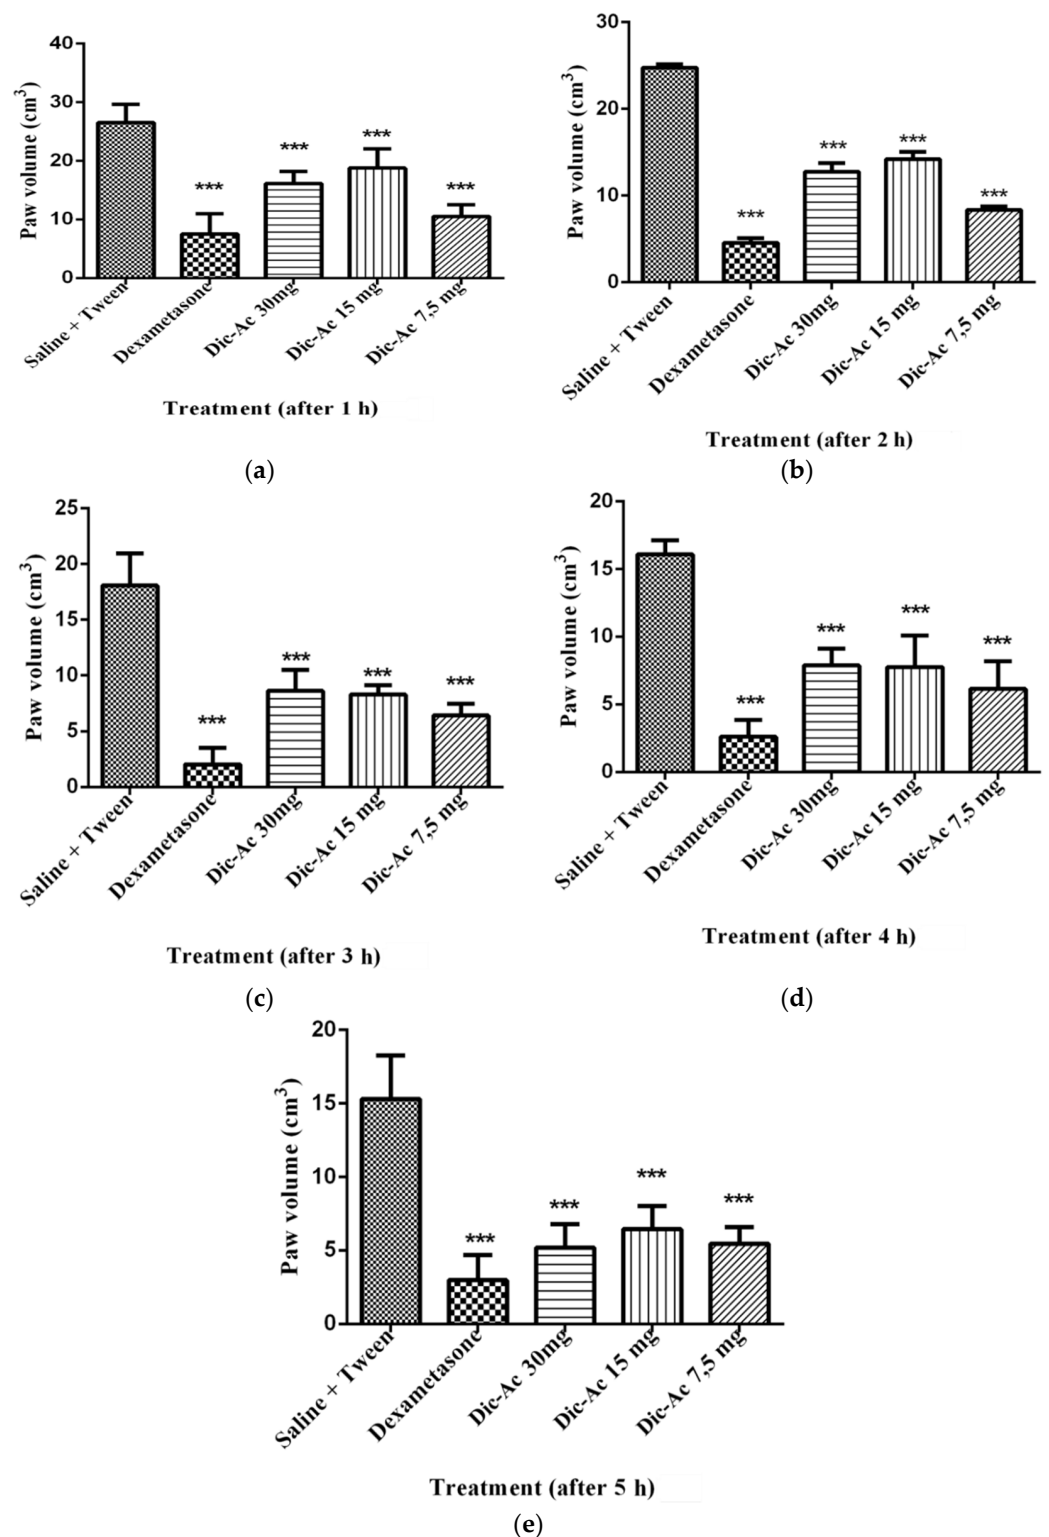 40
30
20
10
0
Paw volume (cm³)
***
***
***
***
Saline + Tween
Dexametasone
Dic-Ac 30mg
Dic-Ac 15 mg
Dic-Ac 7,5 mg
Treatment (after 1 h)
(a)
30
20
10
0
Paw volume (cm³)
***
***
***
***
Saline + Tween
Dexametasone
Dic-Ac 30mg
Dic-Ac 15 mg
Dic-Ac 7,5 mg
Treatment (after 2 h)
(b)
25
20
15
10
5
0
Paw volume (cm³)
***
***
***
***
Saline + Tween
Dexametasone
Dic-Ac 30mg
Dic-Ac 15 mg
Dic-Ac 7,5 mg
Treatment (after 3 h)
(c)
20
15
10
5
0
Paw volume (cm³)
***
***
***
***
Saline + Tween
Dexametasone
Dic-Ac 30mg
Dic-Ac 15 mg
Dic-Ac 7,5 mg
Treatment (after 4 h)
(d)
20
15
10
5
0
Paw volume (cm³)
***
***
***
***
Saline + Tween
Dexametasone
Dic-Ac 30mg
Dic-Ac 15 mg
Dic-Ac 7,5 mg
Treatment (after 5 h)
(e)